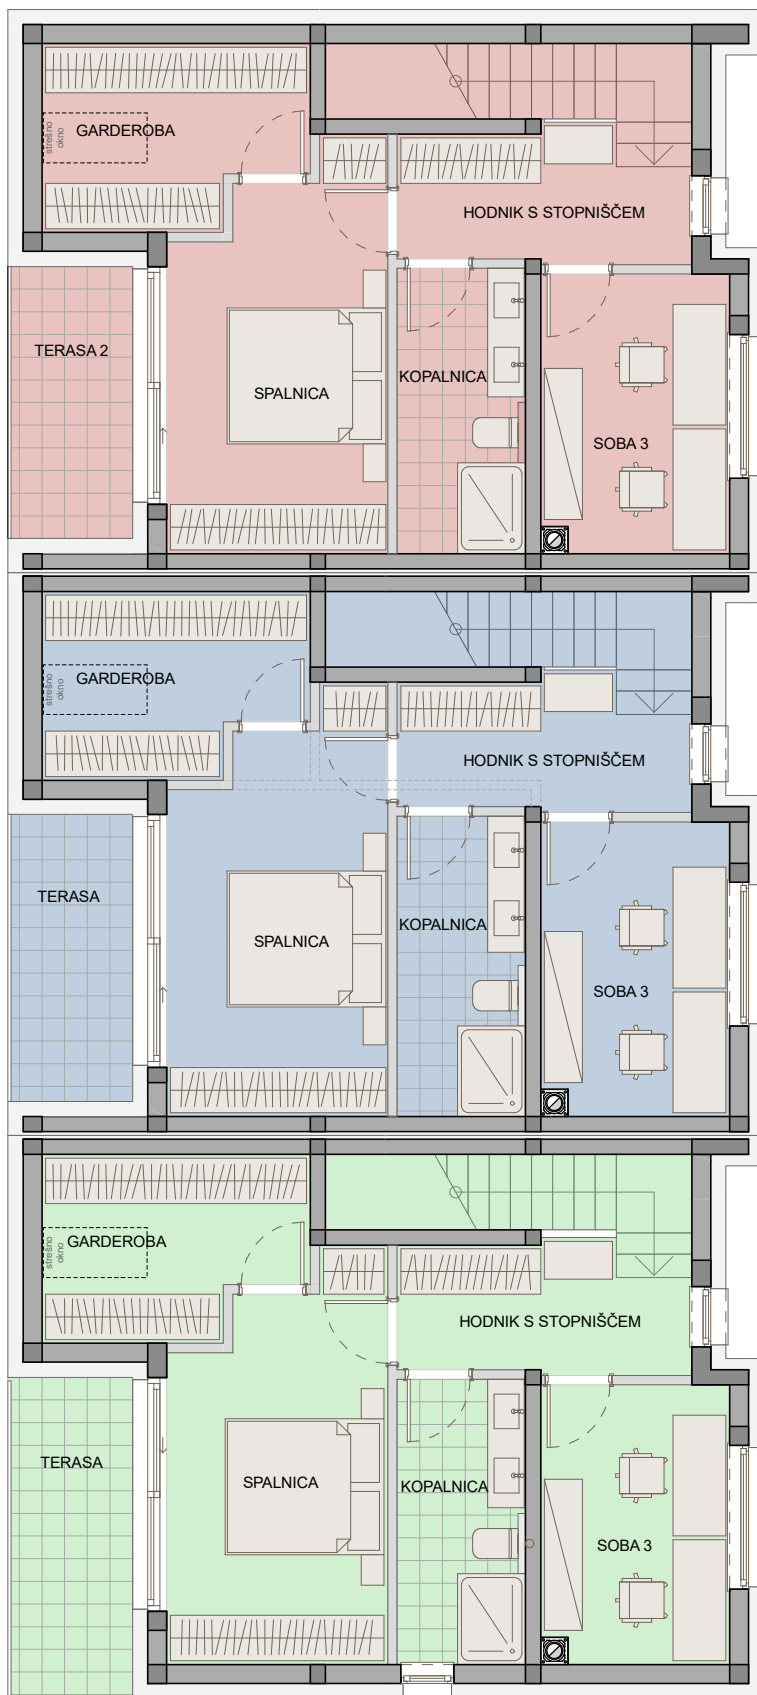 GARDEROBA
strešno
okno
HODNIK S STOPNIŠČEM
TERASA 2
KOPALNICA
SPALNICA
SOBA 3
GARDEROBA
strešno
okno
HODNIK S STOPNIŠČEM
TERASA
KOPALNICA
SPALNICA
SOBA 3
GARDEROBA
strešno
okno
HODNIK S STOPNIŠČEM
TERASA
SPALNICA
KOPALNICA
SOBA 3